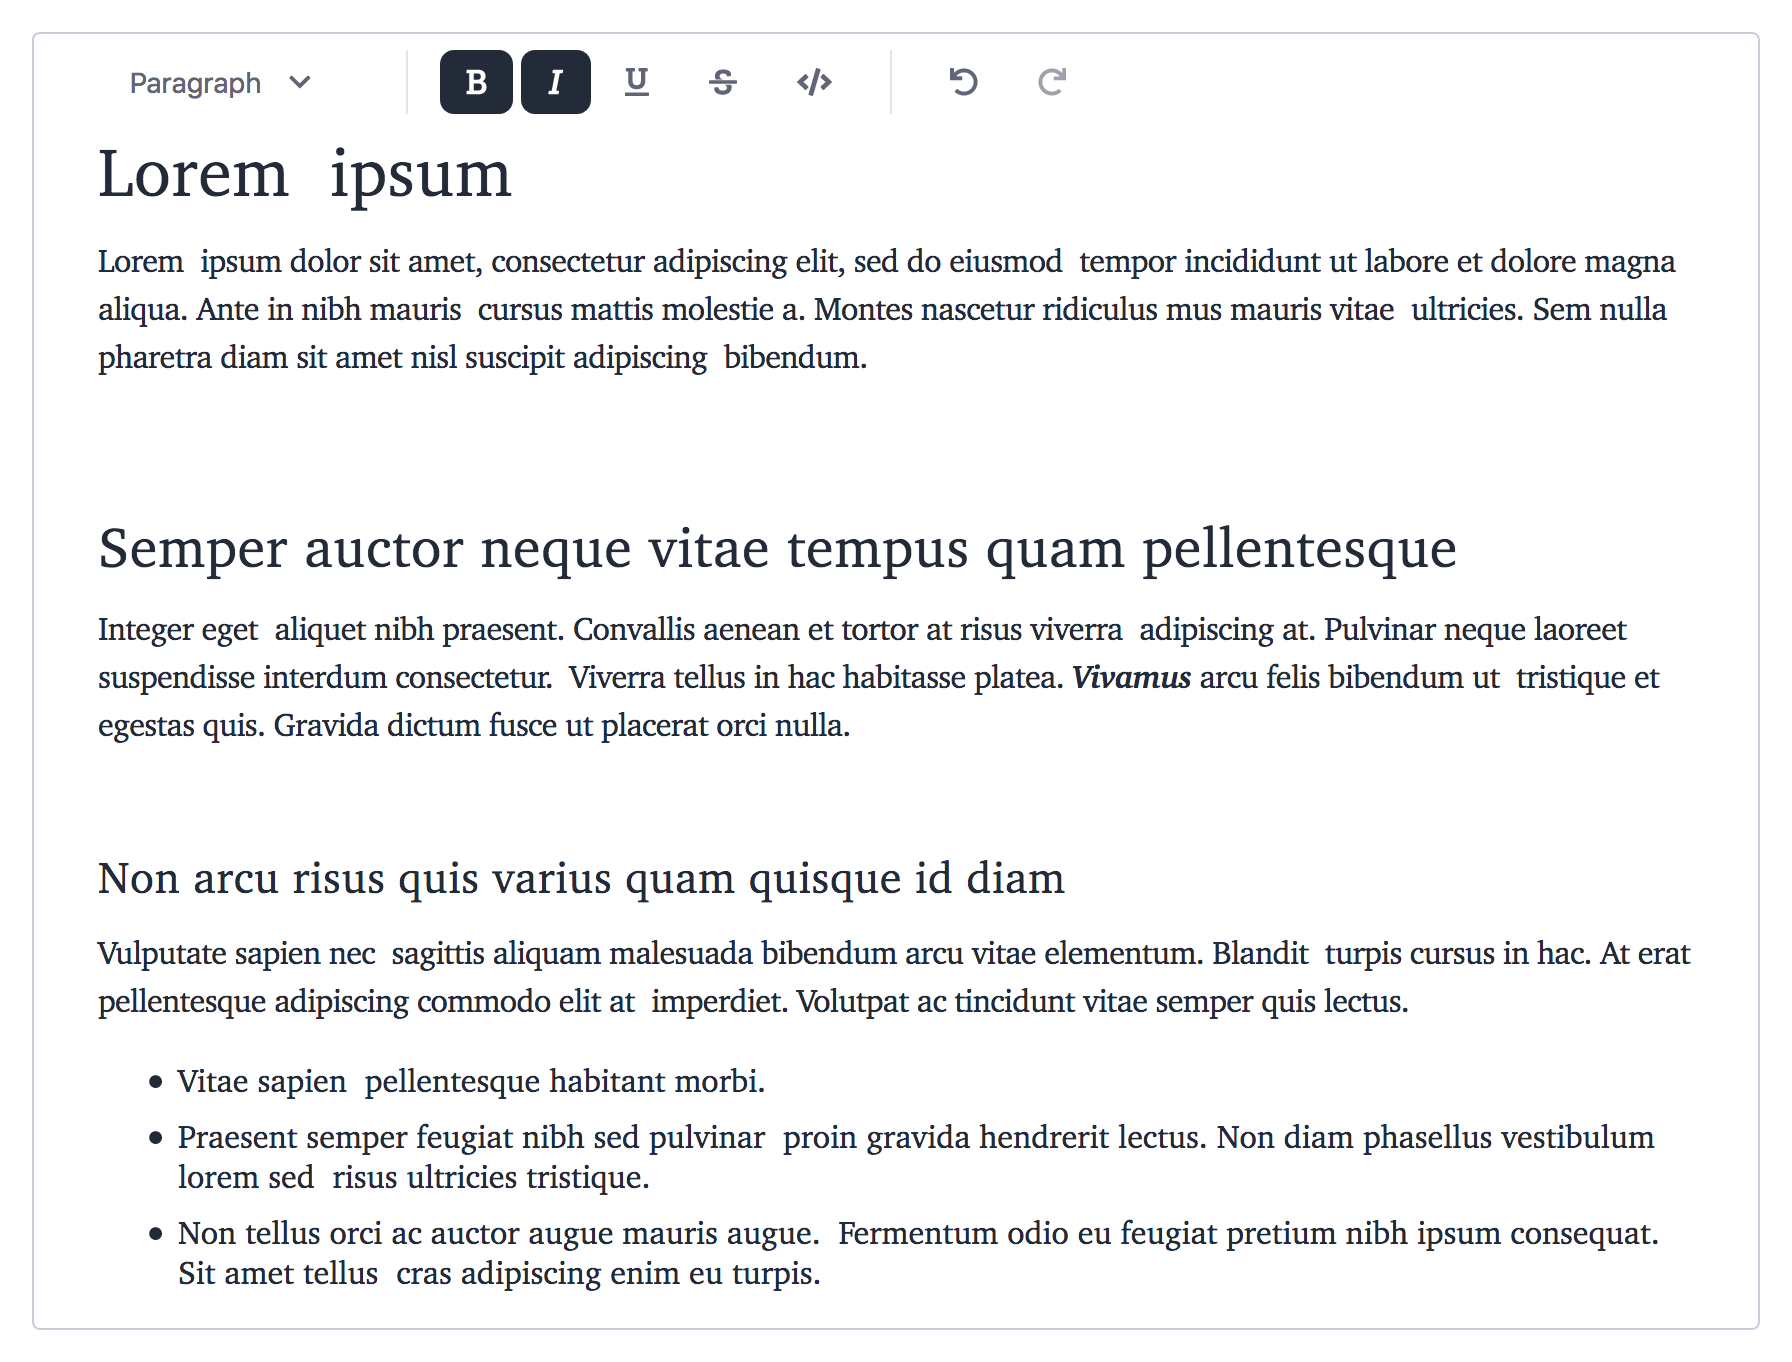 Paragraph B I U S </>
Lorem  ipsum
Lorem  ipsum dolor sit amet, consectetur adipiscing elit, sed do eiusmod  tempor incididunt ut labore et dolore magna
aliqua. Ante in nibh mauris  cursus mattis molestie a. Montes nascetur ridiculus mus mauris vitae  ultricies. Sem nulla
pharetra diam sit amet nisl suscipit adipiscing  bibendum.
Semper auctor neque vitae tempus quam pellentesque
Integer eget  aliquet nibh praesent. Convallis aenean et tortor at risus viverra  adipiscing at. Pulvinar neque laoreet
suspendisse interdum consectetur.  Viverra tellus in hac habitasse platea. Vivamus arcu felis bibendum ut  tristique et
egestas quis. Gravida dictum fusce ut placerat orci nulla.
Non arcu risus quis varius quam quisque id diam
Vulputate sapien nec  sagittis aliquam malesuada bibendum arcu vitae elementum. Blandit  turpis cursus in hac. At erat
pellentesque adipiscing commodo elit at  imperdiet. Volutpat ac tincidunt vitae semper quis lectus.
• Vitae sapien  pellentesque habitant morbi.
• Praesent semper feugiat nibh sed pulvinar  proin gravida hendrerit lectus. Non diam phasellus vestibulum
lorem sed  risus ultricies tristique.
• Non tellus orci ac auctor augue mauris augue.  Fermentum odio eu feugiat pretium nibh ipsum consequat.
Sit amet tellus  cras adipiscing enim eu turpis.